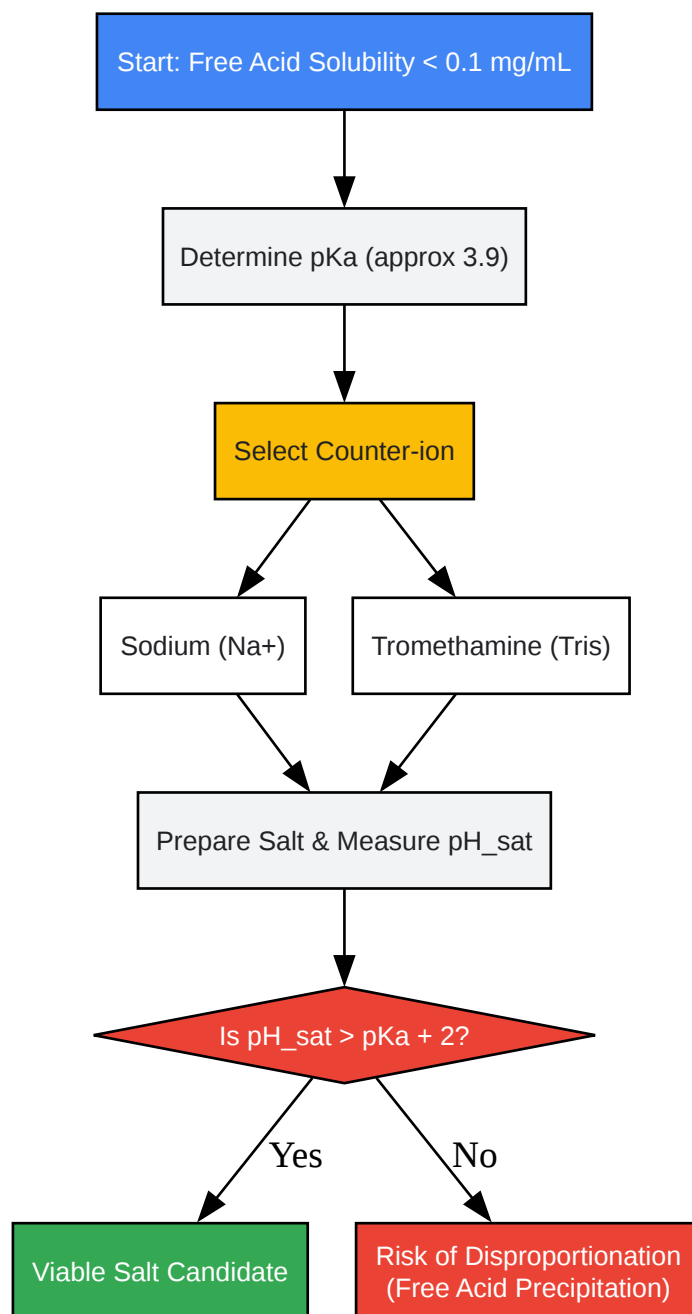 Start: Free Acid Solubility < 0.1 mg/mL
Determine pKa (approx 3.9)
Select Counter-ion
Sodium (Na+)
Tromethamine (Tris)
Prepare Salt & Measure pH_sat
Is pH_sat > pKa + 2?
Yes
No
Viable Salt Candidate
Risk of Disproportionation
(Free Acid Precipitation)